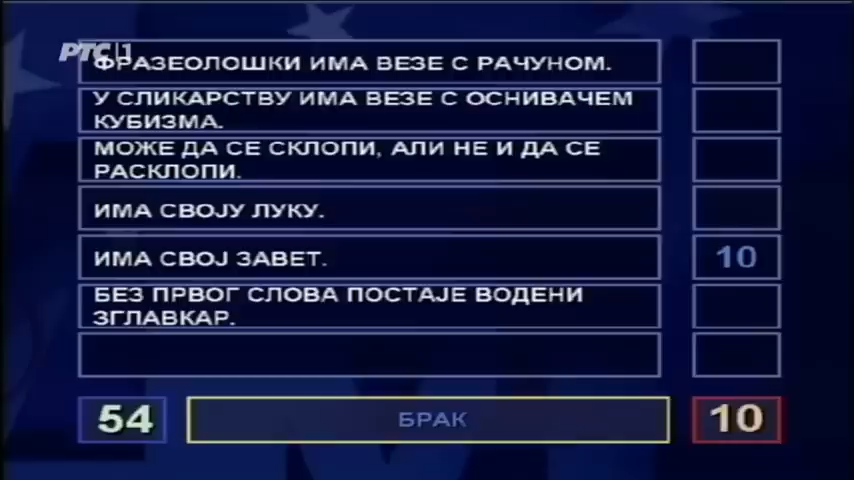 РТС 1
ФРАЗЕОЛОШКИ ИМА ВЕЗЕ С РАЧУНОМ.
У СЛИКАРСТВУ ИМА ВЕЗЕ С ОСНИВАЧЕМ
КУБИЗМА.
МОЖЕ ДА СЕ СКЛОПИ, АЛИ НЕ И ДА СЕ
РАСКЛОПИ.
ИМА СВОЈУ ЛУКУ.
ИМА СВОЈ ЗАВЕТ.
10
БЕЗ ПРВОГ СЛОВА ПОСТАЈЕ ВОДЕНИ
ЗГЛАВКАР.
54
БРАК
10